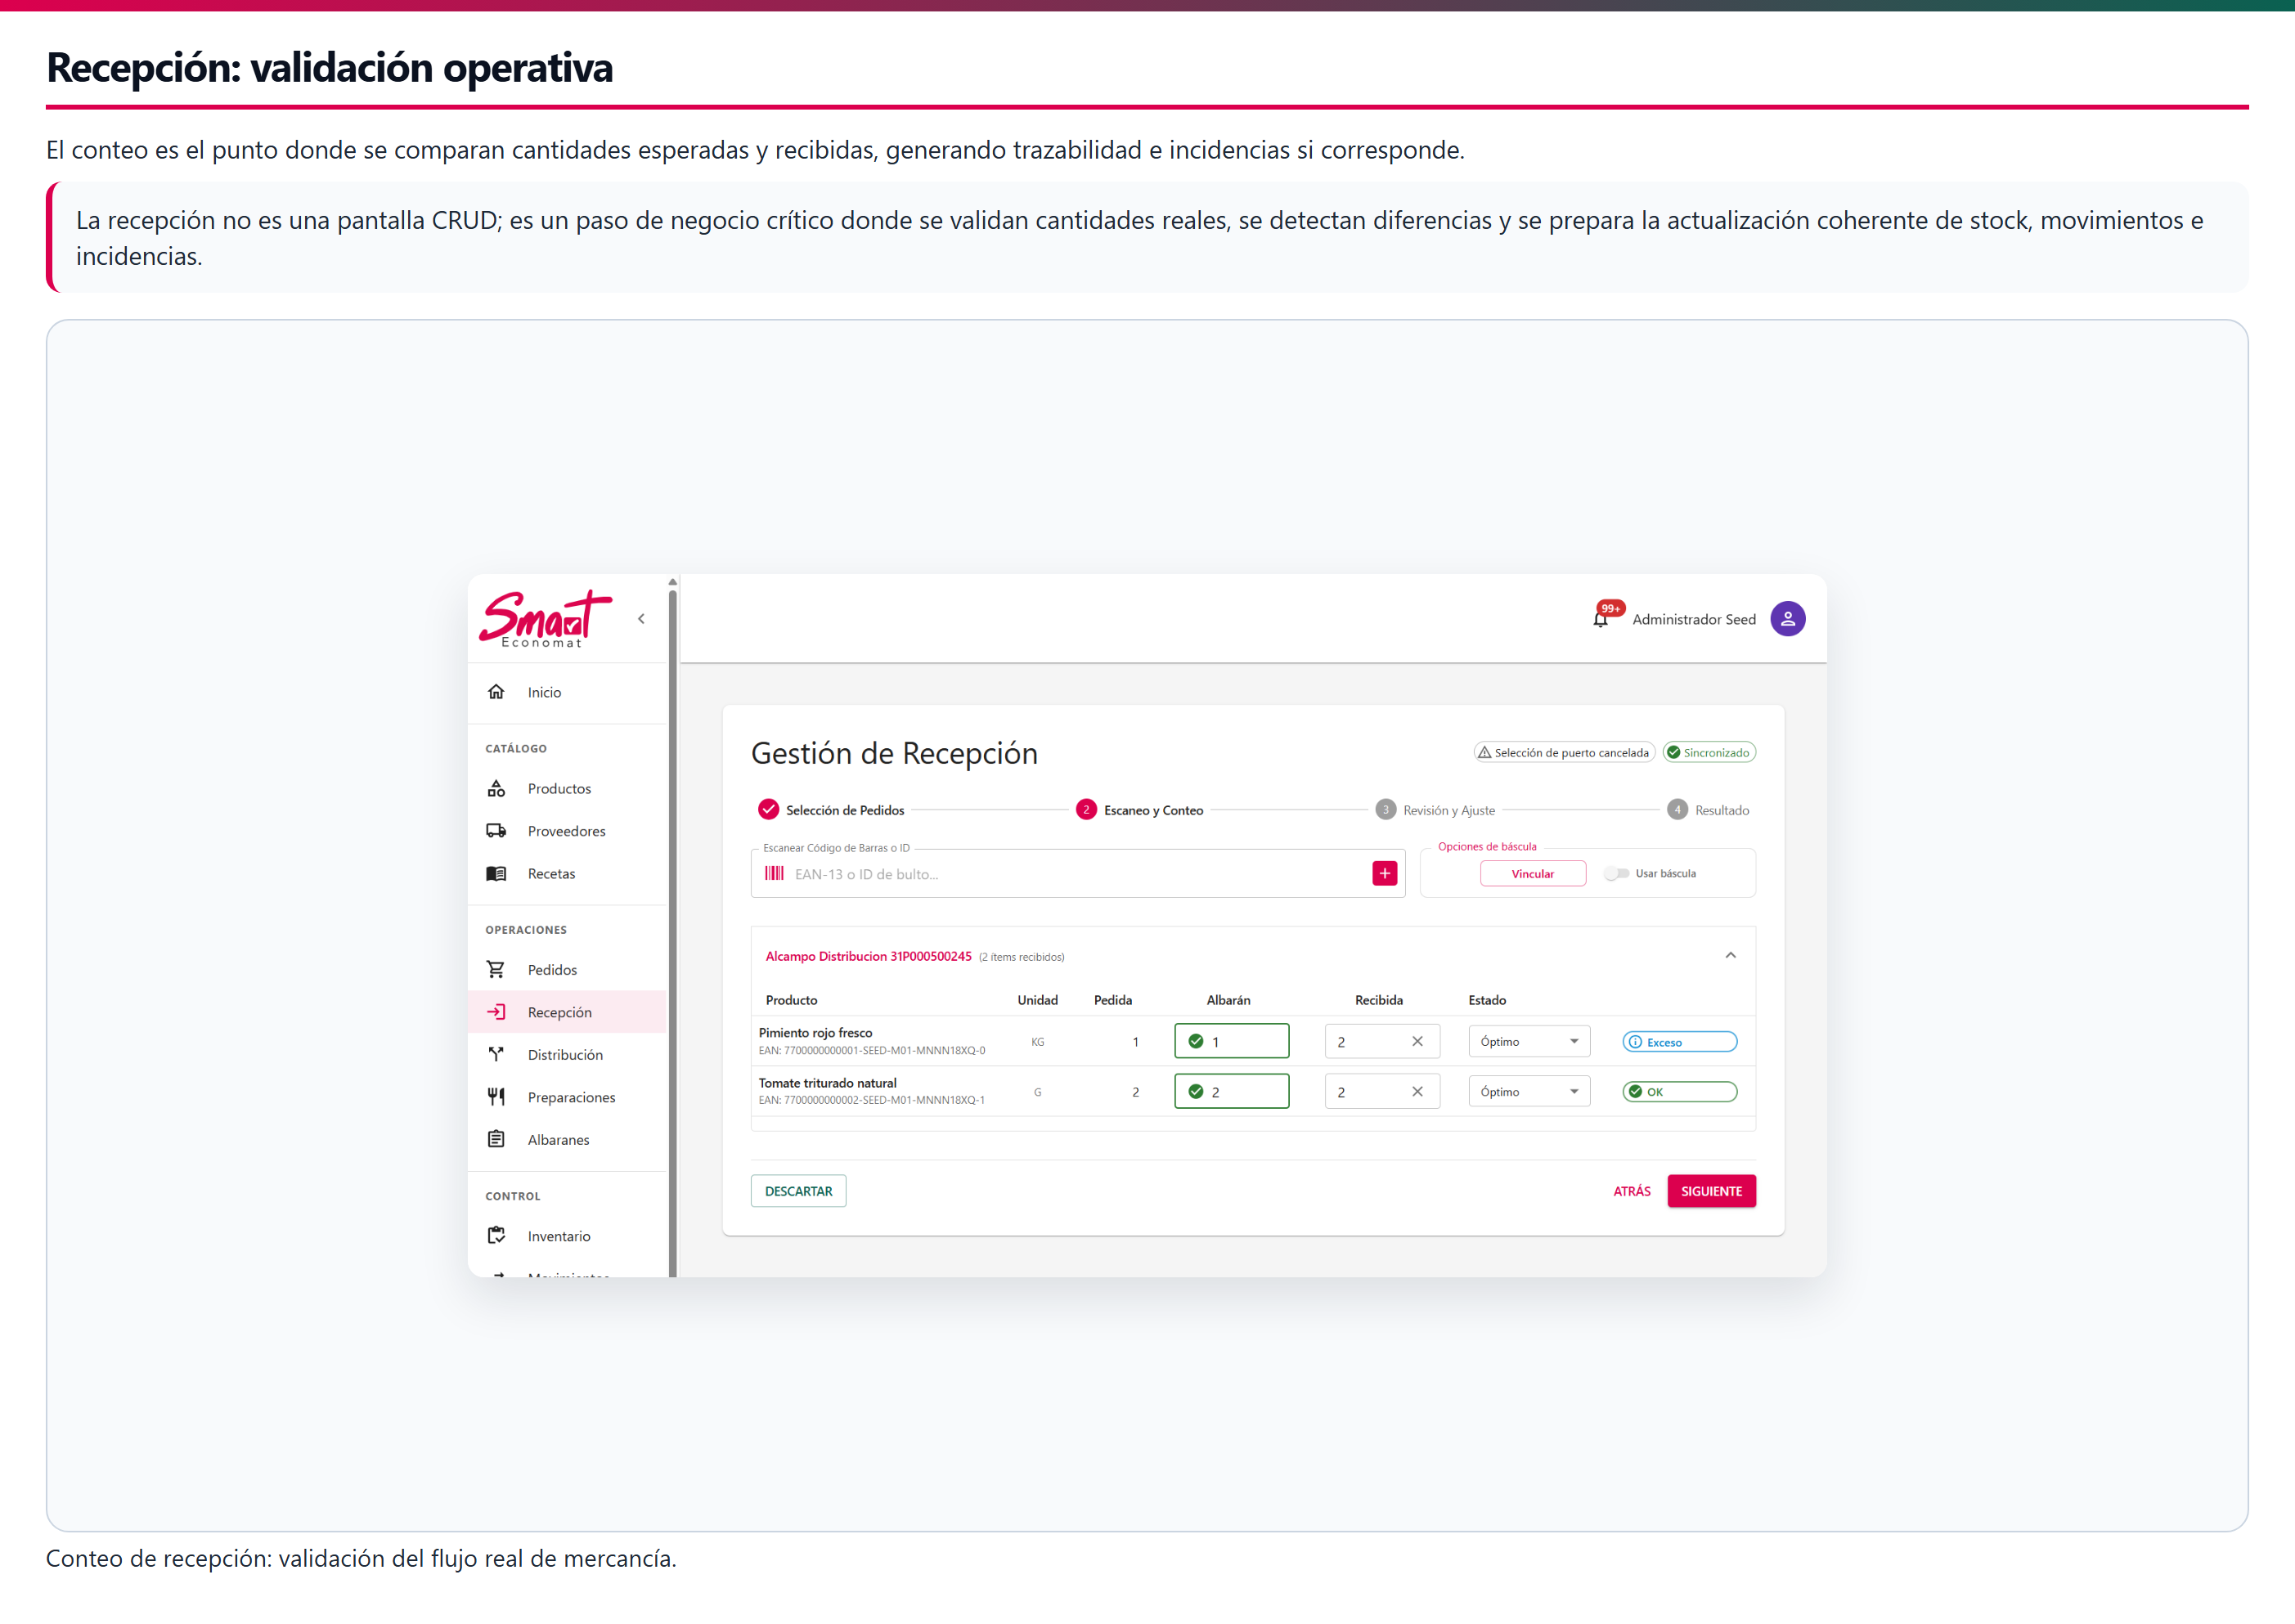 Recepción: validación operativa
El conteo es el punto donde se comparan cantidades esperadas y recibidas, generando trazabilidad e incidencias si corresponde.
La recepción no es una pantalla CRUD; es un paso de negocio crítico donde se validan cantidades reales, se detectan diferencias y se prepara la actualización coherente de stock, movimientos e
incidencias.
Smart
Economat
99+
Administrador Seed
Inicio
CATÁLOGO
Productos
Proveedores
Recetas
OPERACIONES
Pedidos
Recepción
Distribución
Preparaciones
Albaranes
CONTROL
Inventario
Movimientos
Gestión de Recepción
Selección de puerto cancelada
Sincronizado
Selección de Pedidos
2 Escaneo y Conteo
3 Revisión y Ajuste
4 Resultado
Escanear Código de Barras o ID
EAN-13 o ID de bulto...
+
Opciones de báscula
Vincular
Usar báscula
Alcampo Distribucion 31P000500245 (2 ítems recibidos)
Producto Unidad Pedida Albarán Recibida Estado
Pimiento rojo fresco
EAN: 7700000000001-SEED-M01-MNNN18XQ-0
KG 1 1 2 Óptimo Exceso
Tomate triturado natural
EAN: 7700000000002-SEED-M01-MNNN18XQ-1
G 2 2 2 Óptimo OK
DESCARTAR
ATRÁS
SIGUIENTE
Conteo de recepción: validación del flujo real de mercancía.